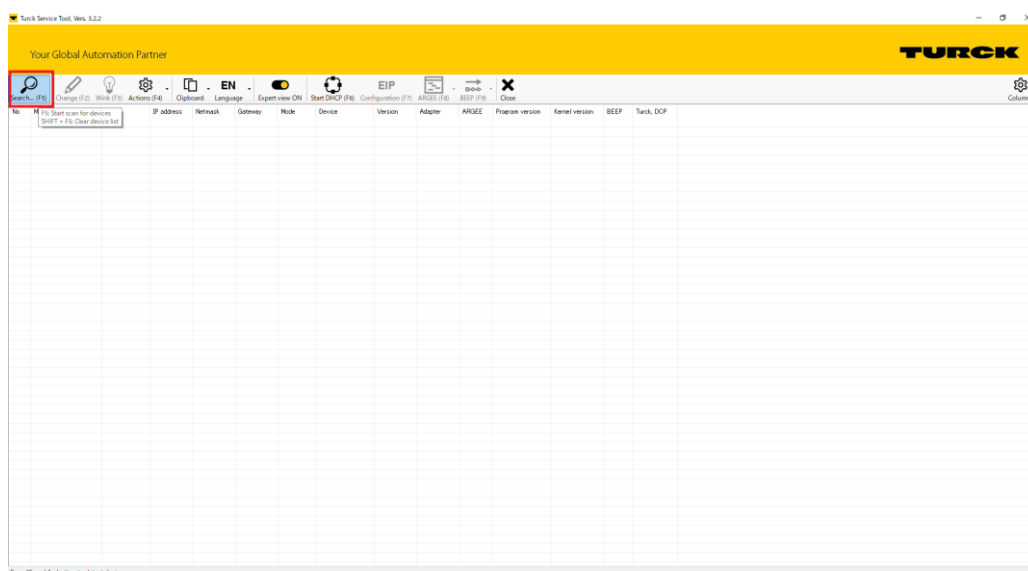 Turck Service Tool, Vers. 3.2.2
Your Global Automation Partner
TURCK
EN EIP
Search... (F5) Change (F2) Wink (F3) Actions (F4) Clipboard Language Expert view ON Start DHCP (F6) Configuration (F7) ARGEE (F8) BEEP (F9) Close Colum
No M IP address Netmask Gateway Mode Device Version Adapter ARGEE Program version Kernel version BEEP Turck, DCP
F5: Start scan for devices
SHIFT + F5: Clear device list